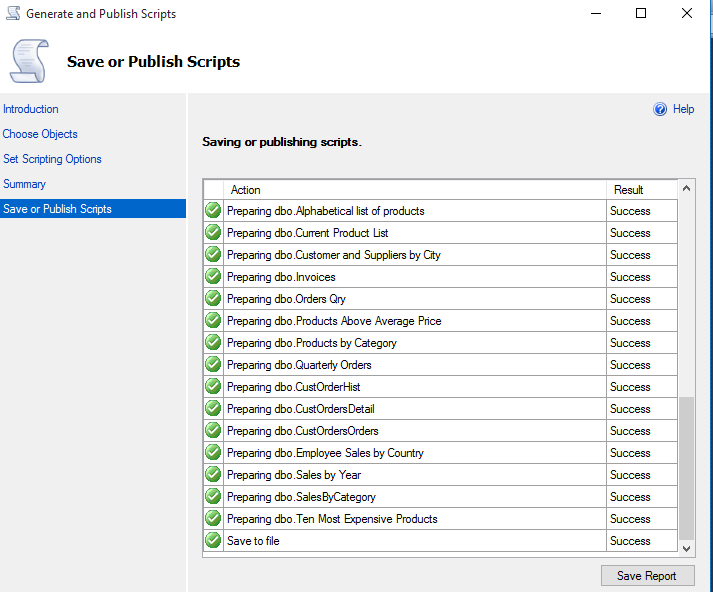 Generate and Publish Scripts
Save or Publish Scripts
Introduction
Choose Objects
Set Scripting Options
Summary
Save or Publish Scripts
Help
Saving or publishing scripts.
Action Result
Preparing dbo.Alphabetical list of products Success
Preparing dbo.Current Product List Success
Preparing dbo.Customer and Suppliers by City Success
Preparing dbo.Invoices Success
Preparing dbo.Orders Qry Success
Preparing dbo.Products Above Average Price Success
Preparing dbo.Products by Category Success
Preparing dbo.Quarterly Orders Success
Preparing dbo.CustOrderHist Success
Preparing dbo.CustOrdersDetail Success
Preparing dbo.CustOrdersOrders Success
Preparing dbo.Employee Sales by Country Success
Preparing dbo.Sales by Year Success
Preparing dbo.SalesByCategory Success
Preparing dbo.Ten Most Expensive Products Success
Save to file Success
Save Report